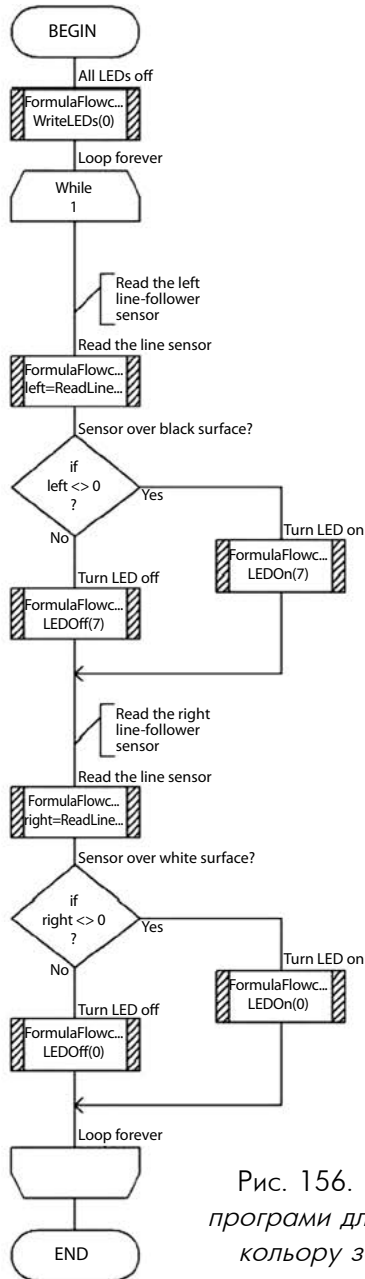 BEGIN
All LEDs off
FormulaFlowc...
WriteLEDs(0)
Loop forever
While
1
Read the left
line-follower
sensor
Read the line sensor
FormulaFlowc...
left=ReadLine...
Sensor over black surface?
if
left <> 0
?
Yes
No
Turn LED on
FormulaFlowc...
LEDOn(7)
Turn LED off
FormulaFlowc...
LEDOff(7)
Read the right
line-follower
sensor
Read the line sensor
FormulaFlowc...
right=ReadLine...
Sensor over white surface?
if
right <> 0
?
Yes
No
Turn LED on
FormulaFlowc...
LEDOn(0)
Turn LED off
FormulaFlowc...
LEDOff(0)
Loop forever
END
Рис. 156.
програми дл
кольору з